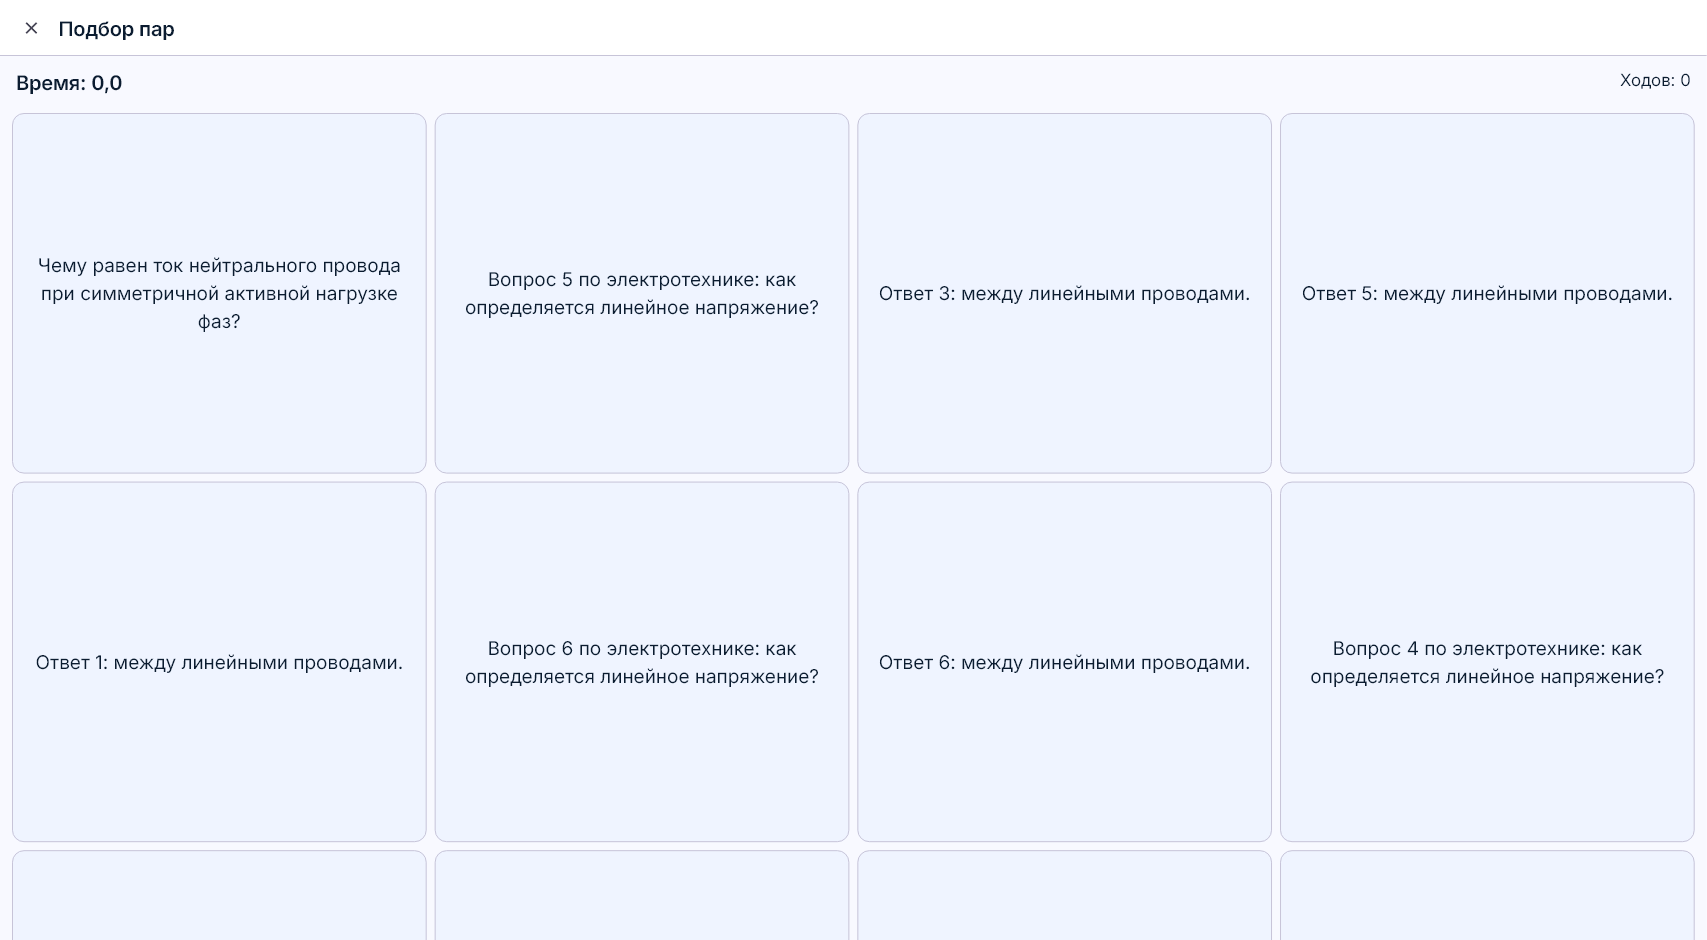 Подбор пар
Время: 0,0
Ходов: 0
Чему равен ток нейтрального провода
при симметричной активной нагрузке
фаз?
Вопрос 5 по электротехнике: как
определяется линейное напряжение?
Ответ 3: между линейными проводами.
Ответ 5: между линейными проводами.
Ответ 1: между линейными проводами.
Вопрос 6 по электротехнике: как
определяется линейное напряжение?
Ответ 6: между линейными проводами.
Вопрос 4 по электротехнике: как
определяется линейное напряжение?